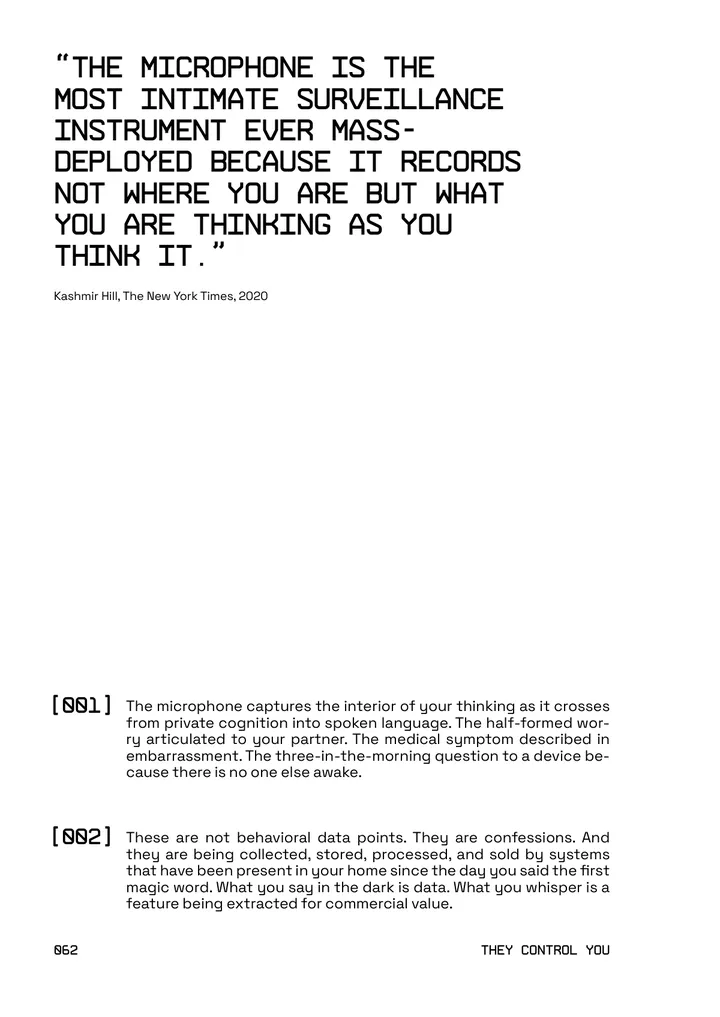 “THE MICROPHONE IS THE
MOST INTIMATE SURVEILLANCE
INSTRUMENT EVER MASS-
DEPLOYED BECAUSE IT RECORDS
NOT WHERE YOU ARE BUT WHAT
YOU ARE THINKING AS YOU
THINK IT.”
Kashmir Hill, The New York Times, 2020
[001] The microphone captures the interior of your thinking as it crosses
from private cognition into spoken language. The half-formed wor-
ry articulated to your partner. The medical symptom described in
embarrassment. The three-in-the-morning question to a device be-
cause there is no one else awake.
[002] These are not behavioral data points. They are confessions. And
they are being collected, stored, processed, and sold by systems
that have been present in your home since the day you said the first
magic word. What you say in the dark is data. What you whisper is a
feature being extracted for commercial value.
062 THEY CONTROL YOU